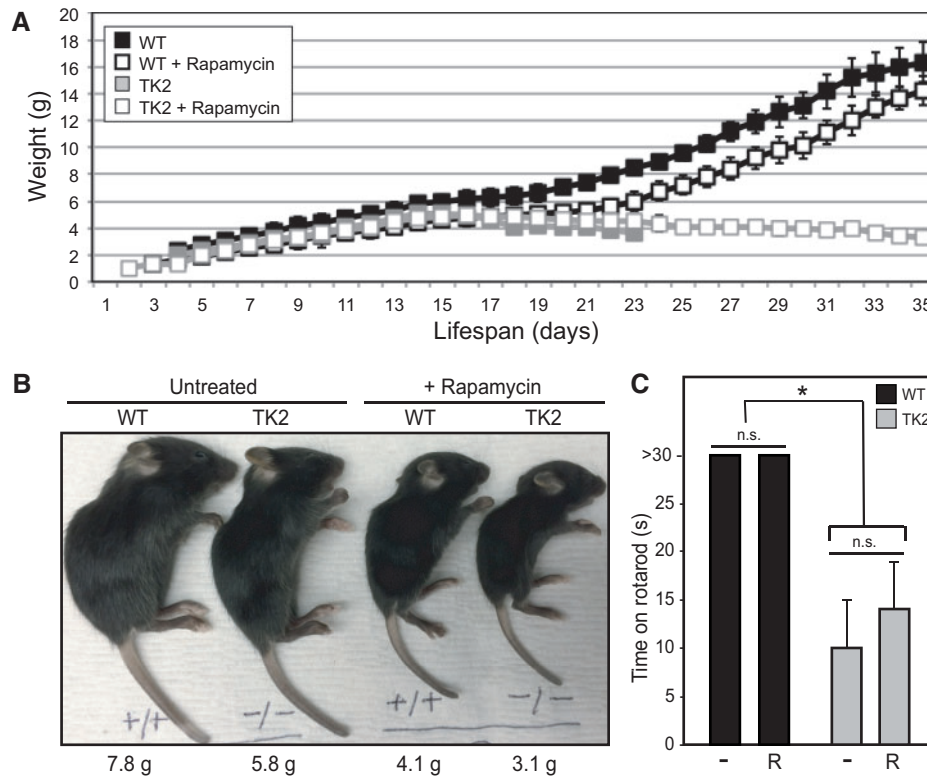 A
Weight (g)
20
18
16
14
12
10
8
6
4
2
0
WT
WT + Rapamycin
TK2
TK2 + Rapamycin
1 3 5 7 9 11 13 15 17 19 21 23 25 27 29 31 33 35
Lifespan (days)
B
Untreated + Rapamycin
WT TK2 WT TK2
+/+ -/- +/+ -/-
7.8 g 5.8 g 4.1 g 3.1 g
C
Time on rotarod (s)
>30
25
20
15
10
5
0
WT
TK2
*
n.s.
n.s.
- R - R